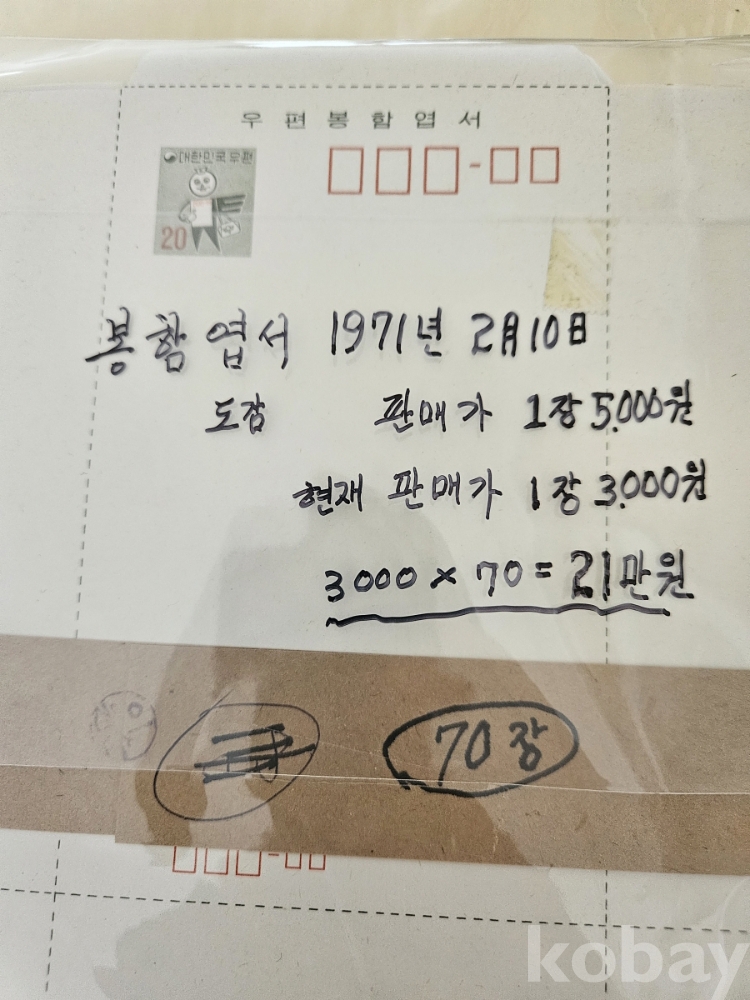 우편봉함엽서
대한민국우편
20
봉함엽서 1971년 2月10日
도감 판매가 1장 5,000원
현재 판매가 1장 3,000원
3000 × 70 = 21만원
70장
kobay